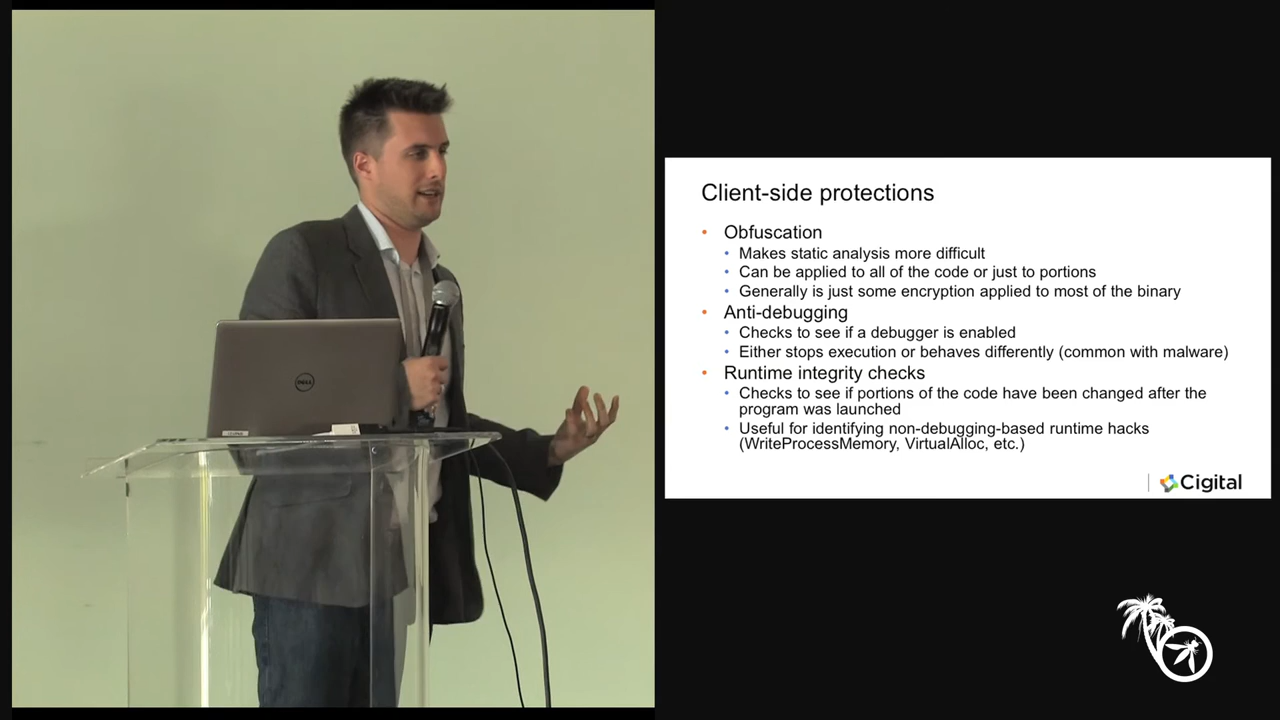 DELL
Client-side protections
• Obfuscation
• Makes static analysis more difficult
• Can be applied to all of the code or just to portions
• Generally is just some encryption applied to most of the binary
• Anti-debugging
• Checks to see if a debugger is enabled
• Either stops execution or behaves differently (common with malware)
• Runtime integrity checks
• Checks to see if portions of the code have been changed after the
program was launched
• Useful for identifying non-debugging-based runtime hacks
(WriteProcessMemory, VirtualAlloc, etc.)
Cigital